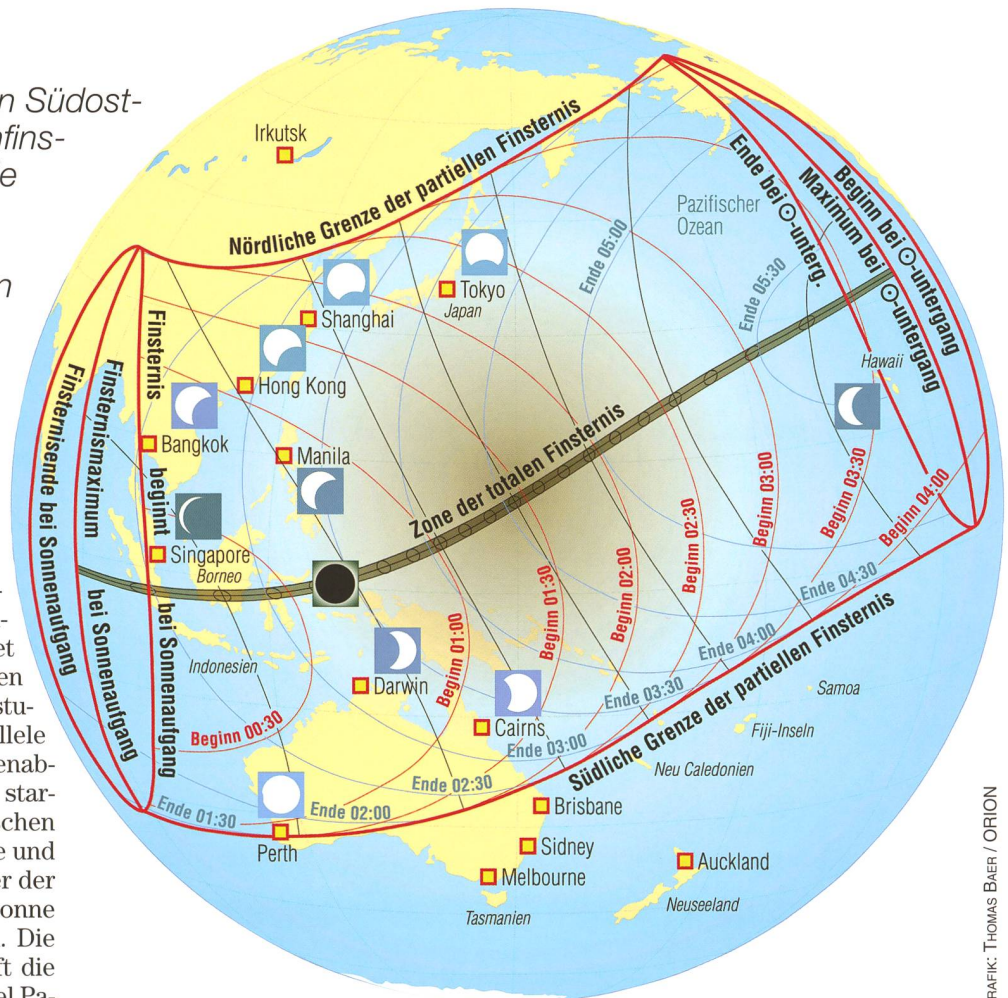 n Südost-
nfins-
e
n
Irkutsk
Nördliche Grenze der partiellen Finsternis
Pazifischer
Ozean
Ende bei ☉-unterg.
Maximum bei ☉-untergang
Beginn bei ☉-untergang
Ende 05:00
Ende 05:30
Tokyo
Japan
Shanghai
Hong Kong
Hawaii
Finsternisende bei Sonnenaufgang
Finsternismaximum bei Sonnenaufgang
Finsternis beginnt bei Sonnenaufgang
Bangkok
Manila
Zone der totalen Finsternis
Singapore
Borneo
Indonesien
Darwin
Cairns
Beginn 00:30
Beginn 01:00
Beginn 01:30
Beginn 02:00
Beginn 02:30
Beginn 03:00
Beginn 03:30
Beginn 04:00
Ende 01:30
Ende 02:00
Ende 02:30
Ende 03:00
Ende 03:30
Ende 04:00
Ende 04:30
Südliche Grenze der partiellen Finsternis
Samoa
Fiji-Inseln
Neu Caledonien
Perth
Brisbane
Sidney
Melbourne
Auckland
Tasmanien
Neuseeland
-
-
et
en
stu-
llele
enab-
star-
schen
e und
er der
onne
. Die
ft die
el Pa-
RAFIK: THOMAS BAER / ORION